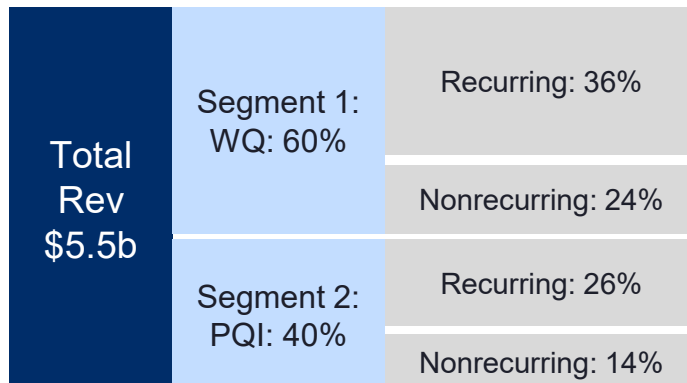 Total
Rev
$5.5b
Segment 1:
WQ: 60%
Recurring: 36%
Nonrecurring: 24%
Segment 2:
PQI: 40%
Recurring: 26%
Nonrecurring: 14%